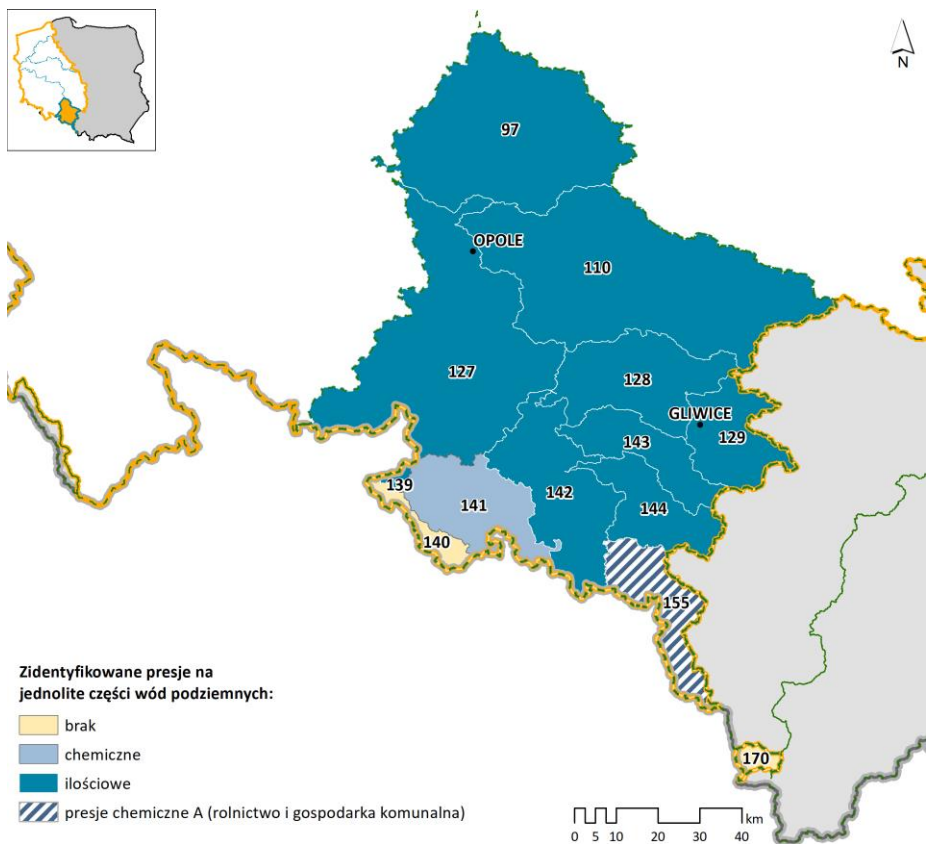 N
97
OPOLE
110
127
128
GLIWICE
143
129
139
141
142
144
140
155
Zidentyfikowane presje na
jednolite części wód podziemnych:
brak
chemiczne
ilościowe
presje chemiczne A (rolnictwo i gospodarka komunalna)
170
km
0 5 10 20 30 40